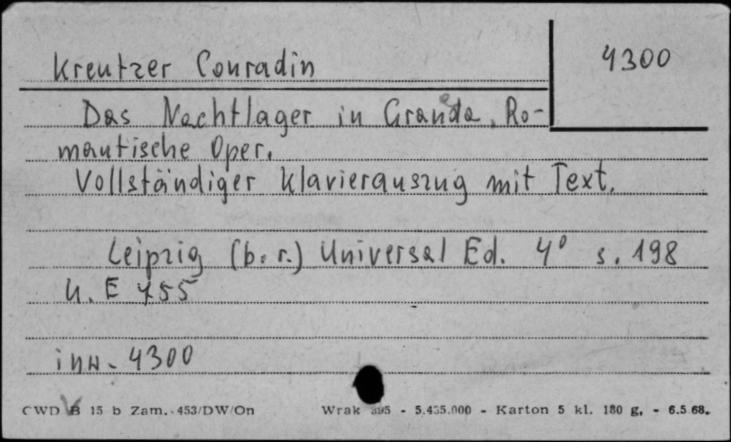 Kreutzer Conradin
4300
Das Nachtlager in Granada. Ro-
mantische Oper.
Vollständiger Klavierauszug mit Text.
Leipzig (b. r.) Universal Ed. 4° s. 198
U. E 455
inw. 4300
CWD B 15 b Zam. 453/DW/On
Wrak 5.435.000 - Karton 5 kl. 180 g. - 6.5.68.